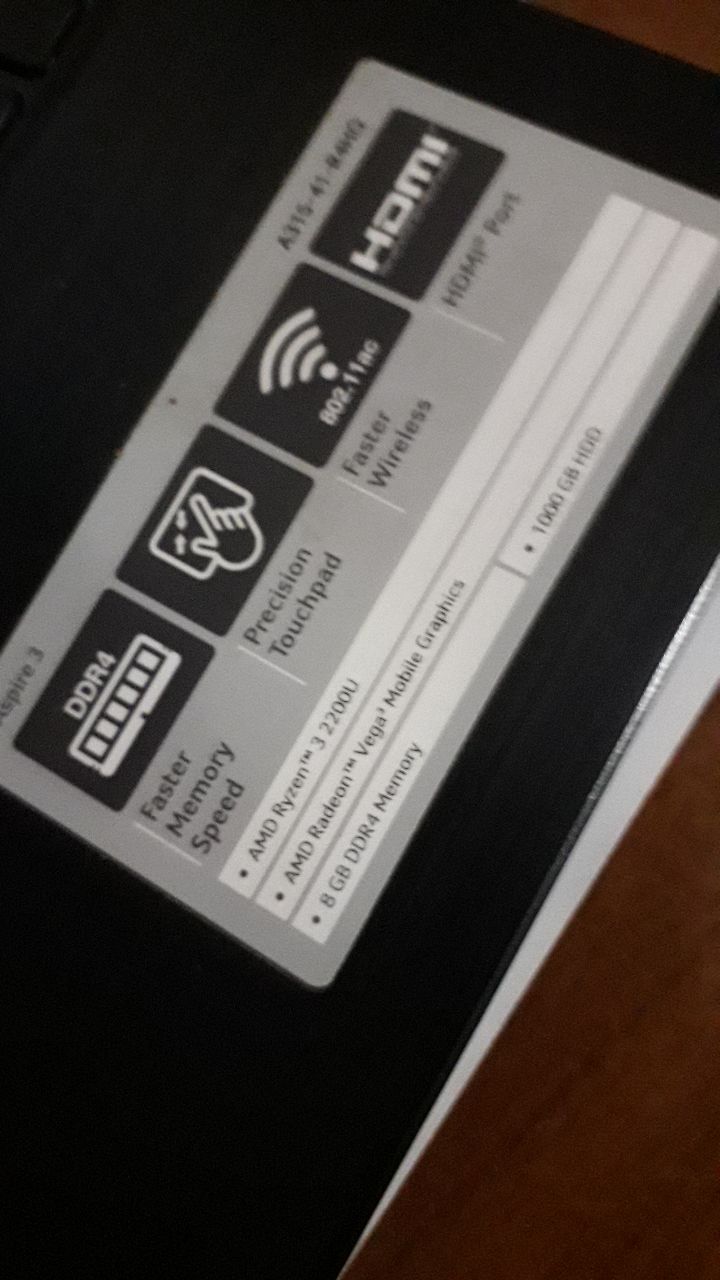 Aspire 3
A315-41-R4HQ
DDR4
802.11ac
HDMI
Faster
Memory
Speed
Precision
Touchpad
Faster
Wireless
HDMI® Port
• AMD Ryzen™ 3 2200U
• AMD Radeon™ Vega³ Mobile Graphics
• 8 GB DDR4 Memory
• 1000 GB HDD